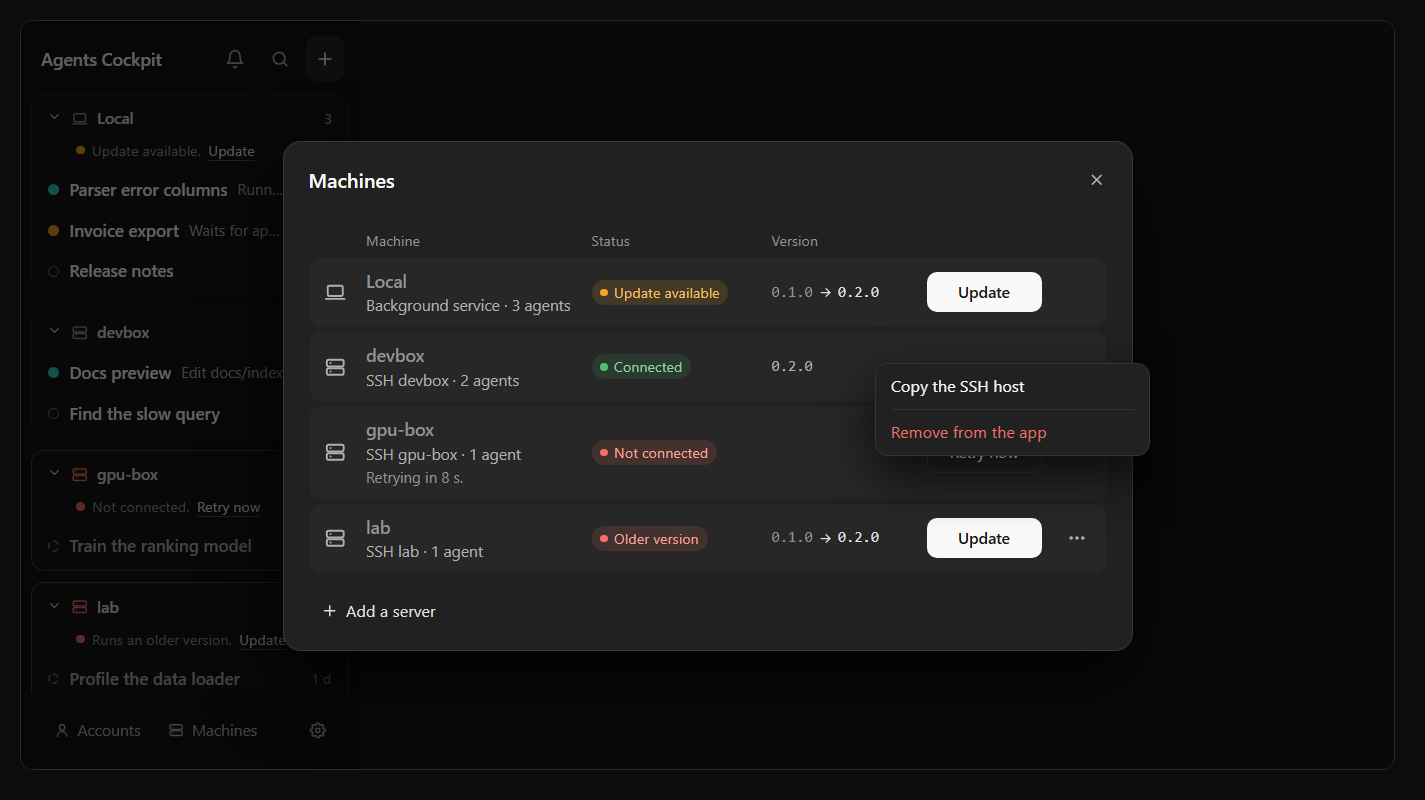 Agents Cockpit
Local 3
Update available. Update
Parser error columns Runn...
Invoice export Waits for ap...
Release notes
devbox
Docs preview Edit docs/index
Find the slow query
gpu-box
Not connected. Retry now
Train the ranking model
lab
Runs an older version. Update
Profile the data loader 1 d
Accounts Machines
Machines
Machine Status Version
Local
Background service · 3 agents
Update available 0.1.0 → 0.2.0 Update
devbox
SSH devbox · 2 agents
Connected 0.2.0
gpu-box
SSH gpu-box · 1 agent
Retrying in 8 s.
Not connected
Retry now
Copy the SSH host
Remove from the app
lab
SSH lab · 1 agent
Older version 0.1.0 → 0.2.0 Update
Add a server